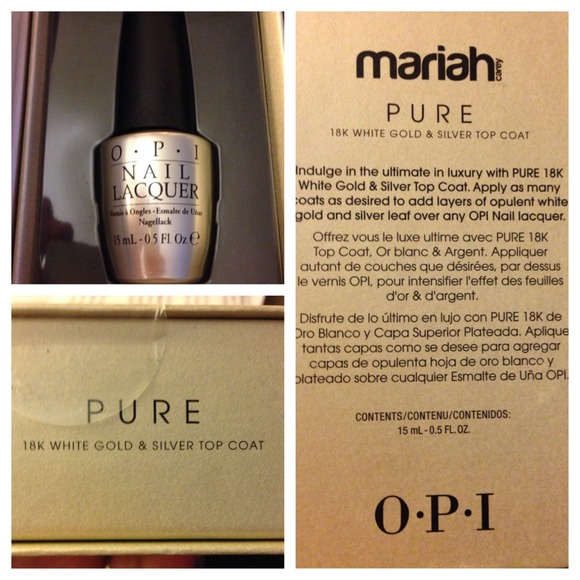 O·P·I
NAIL
LACQUER
Vernis à Ongles • Esmalte de Uñas
Nagellack
15 mL - 0.5 Fl. Oz ℮
PURE
18K WHITE GOLD & SILVER TOP COAT
mariah carey
PURE
18K WHITE GOLD & SILVER TOP COAT
Indulge in the ultimate in luxury with PURE 18K
White Gold & Silver Top Coat. Apply as many
coats as desired to add layers of opulent white
gold and silver leaf over any OPI Nail lacquer.
Offrez vous le luxe ultime avec PURE 18K
Top Coat, Or blanc & Argent. Appliquer
autant de couches que désirées, par dessus
le vernis OPI, pour intensifier l'effet des feuilles
d'or & d'argent.
Disfrute de lo último en lujo con PURE 18K de
Oro Blanco y Capa Superior Plateada. Aplique
tantas capas como se desee para agregar
capas de opulenta hoja de oro blanco y
plateado sobre cualquier Esmalte de Uña OPI.
CONTENTS/CONTENU/CONTENIDOS:
15 mL - 0.5 FL. OZ.
O·P·I